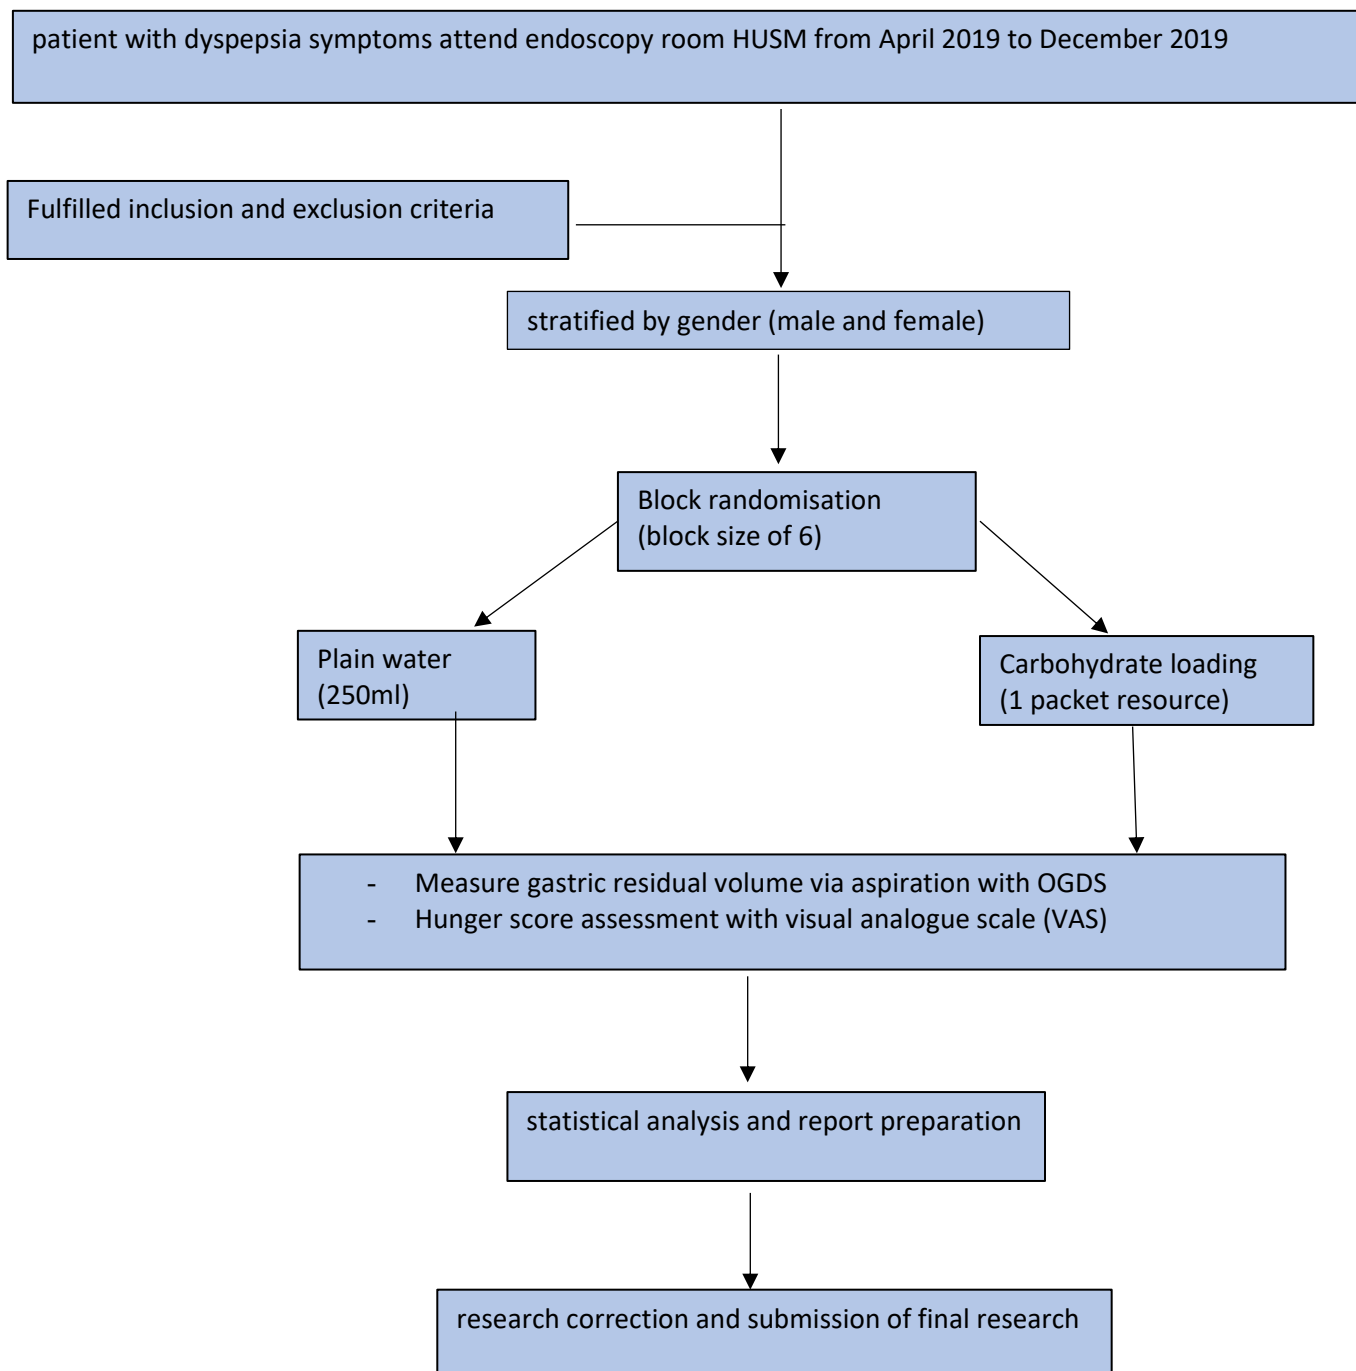 patient with dyspepsia symptoms attend endoscopy room HUSM from April 2019 to December 2019
Fulfilled inclusion and exclusion criteria
stratified by gender (male and female)
Block randomisation
(block size of 6)
Plain water
(250ml)
Carbohydrate loading
(1 packet resource)
- Measure gastric residual volume via aspiration with OGDS
- Hunger score assessment with visual analogue scale (VAS)
statistical analysis and report preparation
research correction and submission of final research